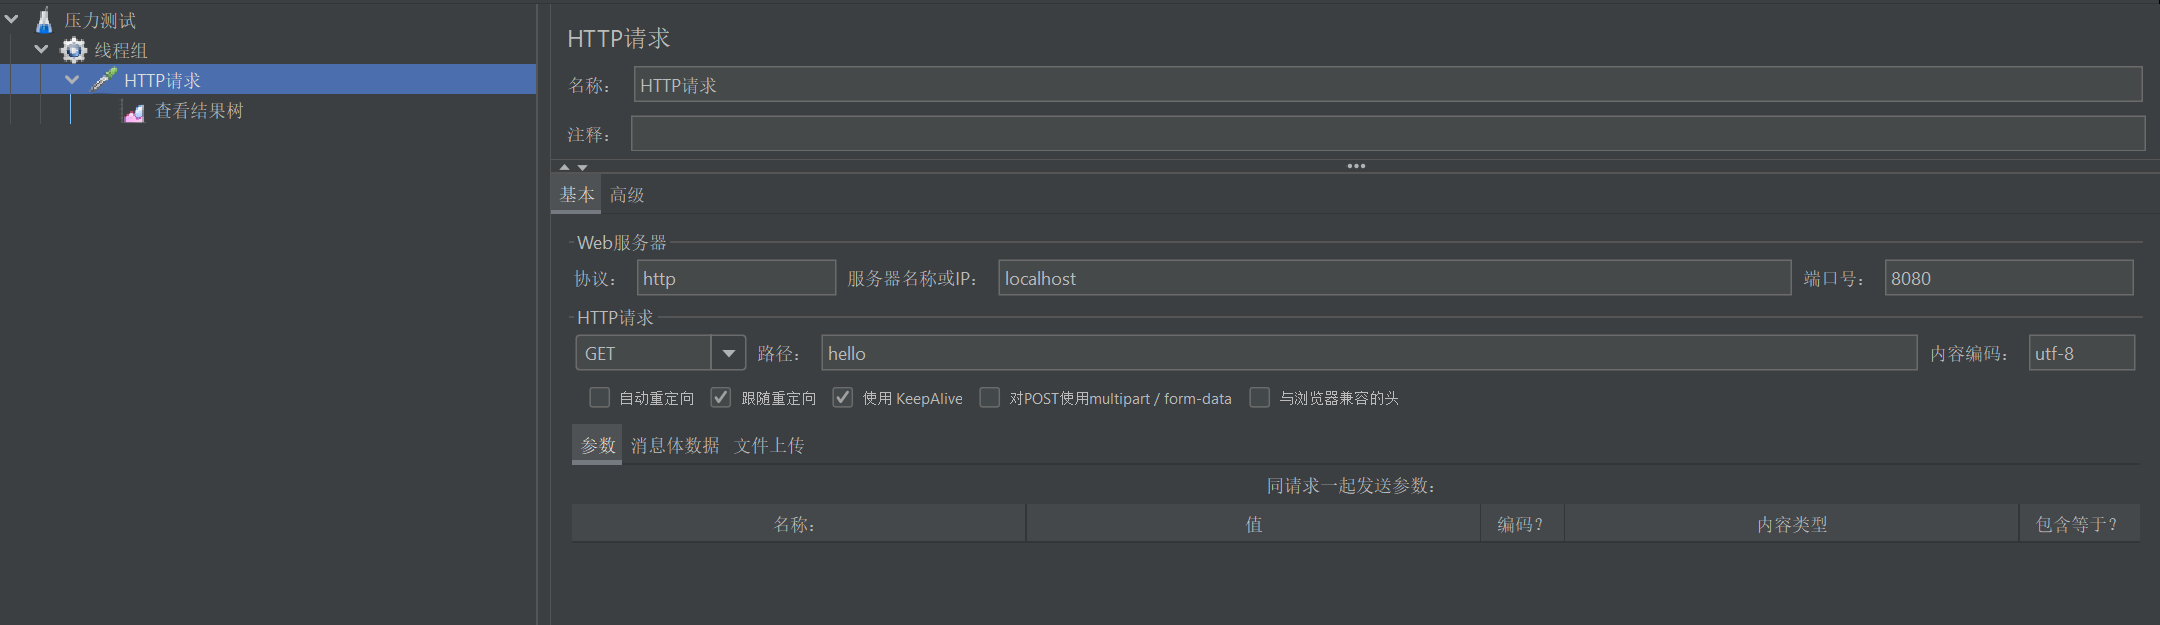 压力测试
线程组
HTTP请求
查看结果树
HTTP请求
名称： HTTP请求
注释：
基本 高级
Web服务器
协议： http 服务器名称或IP： localhost 端口号： 8080
HTTP请求
GET 路径： hello 内容编码： utf-8
自动重定向 跟随重定向 使用 KeepAlive 对POST使用multipart / form-data 与浏览器兼容的头
参数 消息体数据 文件上传
同请求一起发送参数：
名称： 值 编码？ 内容类型 包含等于？